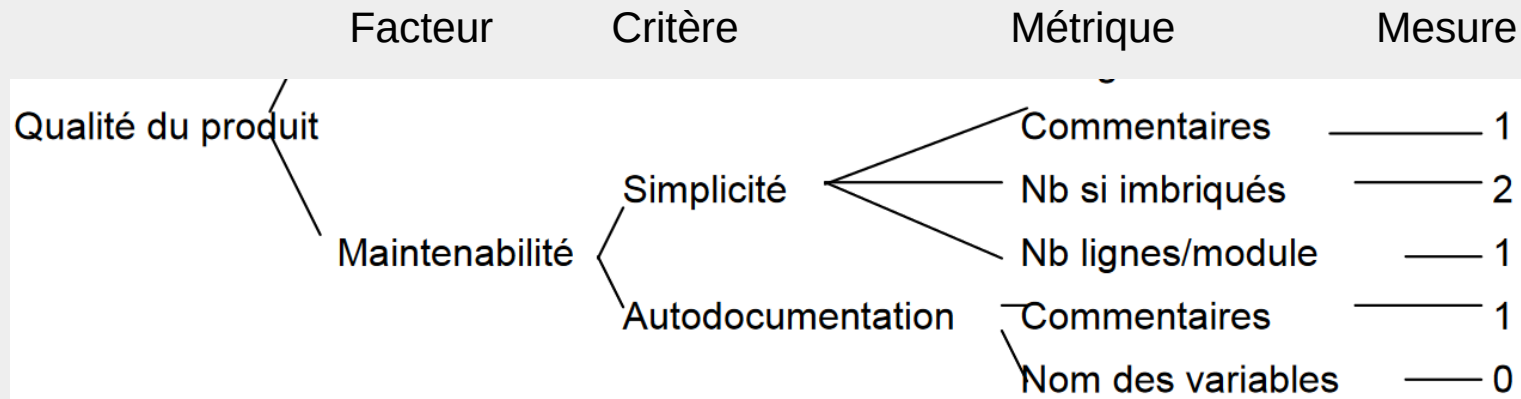 Facteur Critère Métrique Mesure
Qualité du produit Commentaires 1
Simplicité Nb si imbriqués 2
Maintenabilité Nb lignes/module 1
Autodocumentation Commentaires 1
Nom des variables 0